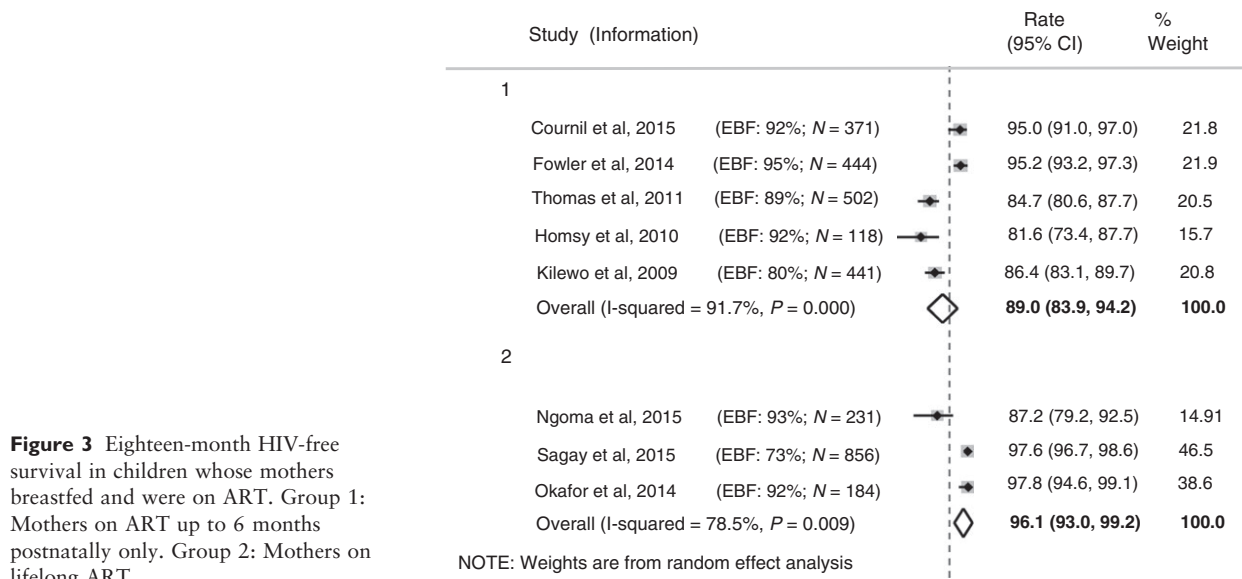 Study (Information) Rate (95% CI) % Weight
1
Cournil et al, 2015 (EBF: 92%; N = 371) 95.0 (91.0, 97.0) 21.8
Fowler et al, 2014 (EBF: 95%; N = 444) 95.2 (93.2, 97.3) 21.9
Thomas et al, 2011 (EBF: 89%; N = 502) 84.7 (80.6, 87.7) 20.5
Homsy et al, 2010 (EBF: 92%; N = 118) 81.6 (73.4, 87.7) 15.7
Kilewo et al, 2009 (EBF: 80%; N = 441) 86.4 (83.1, 89.7) 20.8
Overall (I-squared = 91.7%, P = 0.000) 89.0 (83.9, 94.2) 100.0
2
Ngoma et al, 2015 (EBF: 93%; N = 231) 87.2 (79.2, 92.5) 14.91
Sagay et al, 2015 (EBF: 73%; N = 856) 97.6 (96.7, 98.6) 46.5
Okafor et al, 2014 (EBF: 92%; N = 184) 97.8 (94.6, 99.1) 38.6
Overall (I-squared = 78.5%, P = 0.009) 96.1 (93.0, 99.2) 100.0
NOTE: Weights are from random effect analysis
Figure 3 Eighteen-month HIV-free
survival in children whose mothers
breastfed and were on ART. Group 1:
Mothers on ART up to 6 months
postnatally only. Group 2: Mothers on
lifelong ART